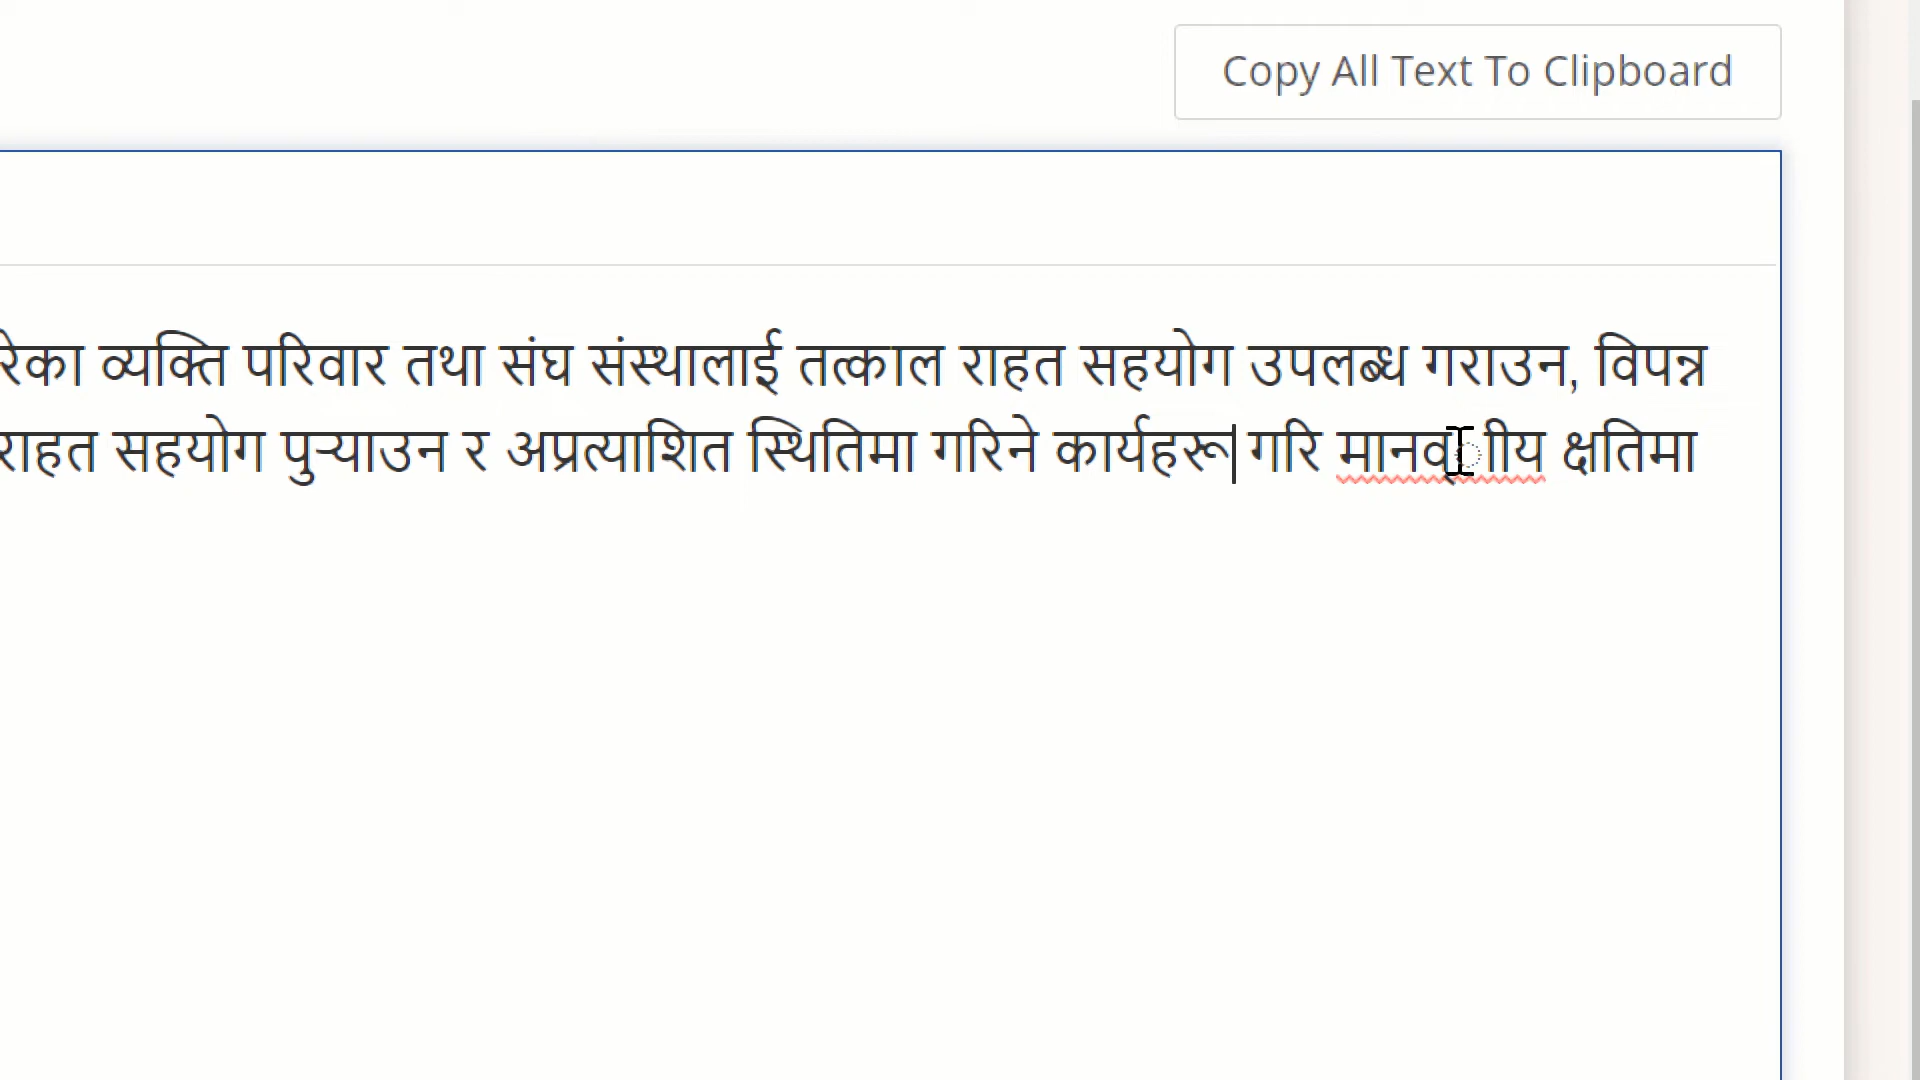 Copy All Text To Clipboard
रेका व्यक्ति परिवार तथा संघ संस्थालाई तत्काल राहत सहयोग उपलब्ध गराउन, विपन्न
राहत सहयोग पुऱ्याउन र अप्रत्याशित स्थितिमा गरिने कार्यहरू गरि मानव् ीय क्षतिमा